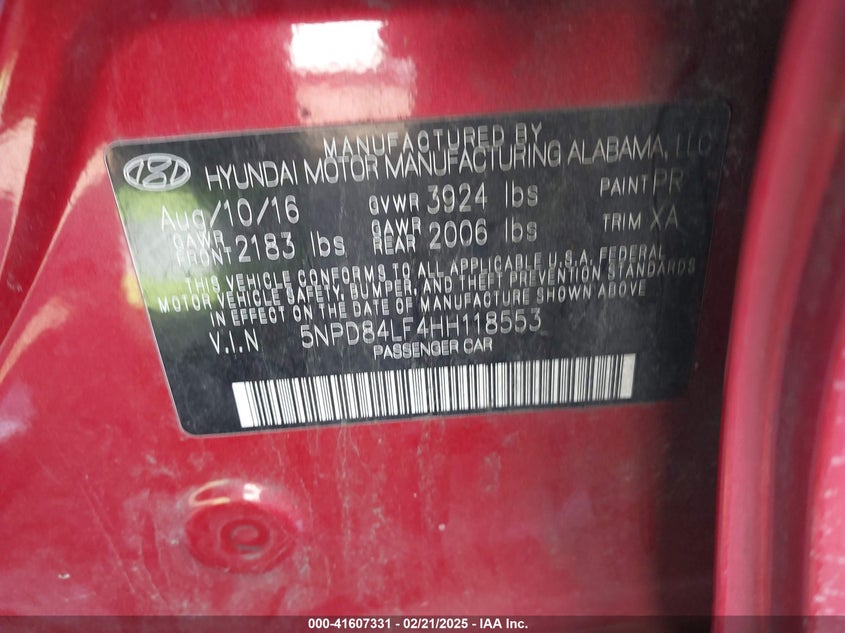 MANUFACTURED BY
HYUNDAI MOTOR MANUFACTURING ALABAMA, LLC
Aug/10/16 GVWR 3924 lbs PAINT PR
GAWR FRONT 2183 lbs GAWR REAR 2006 lbs TRIM XA
THIS VEHICLE CONFORMS TO ALL APPLICABLE U.S.A. FEDERAL
MOTOR VEHICLE SAFETY, BUMPER, AND THEFT PREVENTION STANDARDS
IN EFFECT ON THE DATE OF MANUFACTURE SHOWN ABOVE
V.I.N 5NPD84LF4HH118553
PASSENGER CAR
000-41607331 - 02/21/2025 - IAA Inc.